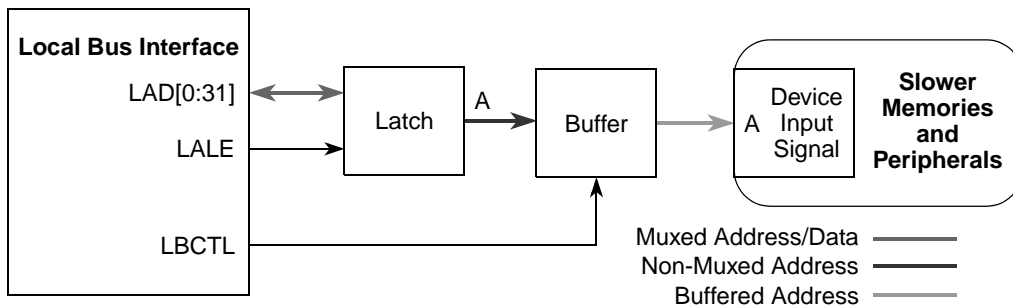 Local Bus Interface
LAD[0:31]
LALE
LBCTL
Latch
A
Buffer
A
Device
Input
Signal
Slower
Memories
and
Peripherals
Muxed Address/Data
Non-Muxed Address
Buffered Address